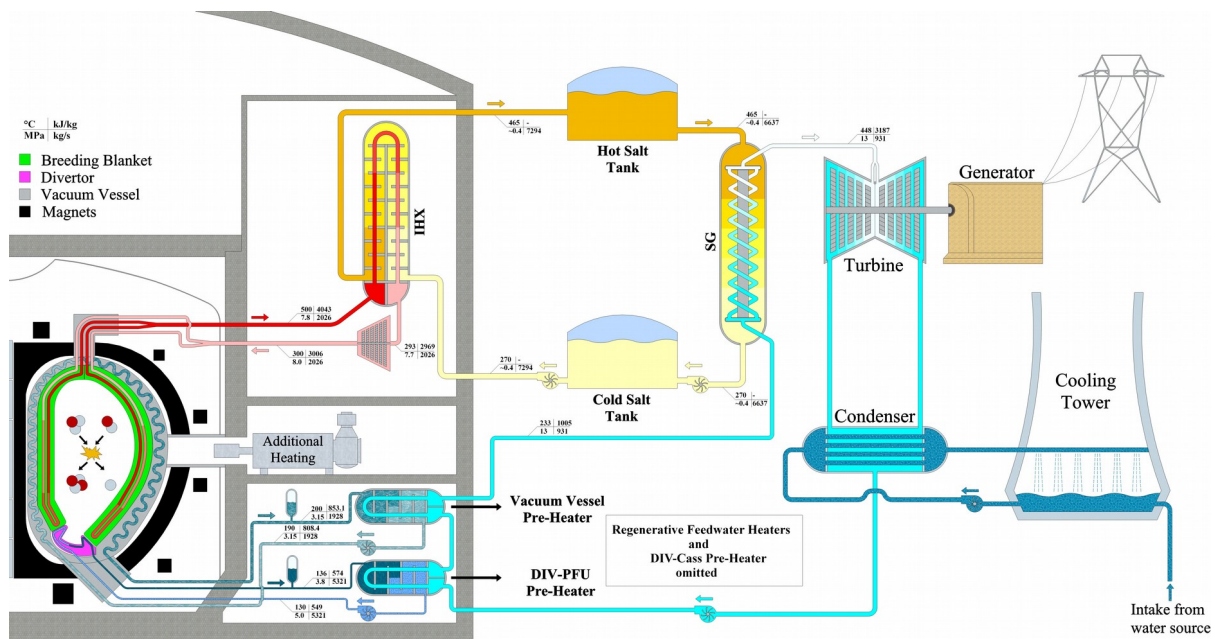 °C | kJ/kg
MPa | kg/s
Breeding Blanket
Divertor
Vacuum Vessel
Magnets
IHX
465 | -
~0.4 | 7294
Hot Salt
Tank
465 | -
~0.4 | 6637
448 | 3187
13 | 931
Generator
SG
Turbine
500 | 4043
7.8 | 2026
300 | 3006
8.0 | 2026
293 | 2969
7.7 | 2026
270 | -
~0.4 | 7294
Cold Salt
Tank
270 | -
~0.4 | 6637
Cooling
Tower
Condenser
233 | 1005
13 | 931
Additional
Heating
200 | 853.1
3.15 | 1928
190 | 808.4
3.15 | 1928
Vacuum Vessel
Pre-Heater
Regenerative Feedwater Heaters
and
DIV-Cass Pre-Heater
omitted
136 | 574
3.8 | 5321
DIV-PFU
Pre-Heater
130 | 549
5.0 | 5321
Intake from
water source